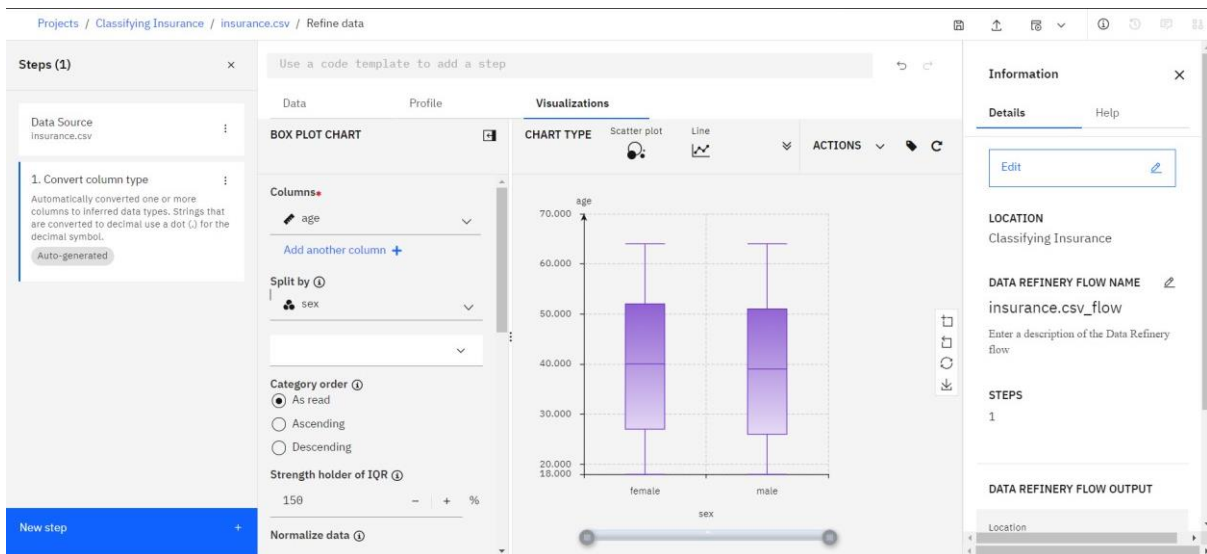 Projects / Classifying Insurance / insurance.csv / Refine data
Steps (1)
Data Source
insurance.csv
1. Convert column type
Automatically converted one or more
columns to inferred data types. Strings that
are converted to decimal use a dot (.) for the
decimal symbol.
Auto-generated
New step +
Use a code template to add a step
Data
Profile
Visualizations
BOX PLOT CHART
Columns*
age
Add another column +
Split by
sex
Category order
As read
Ascending
Descending
Strength holder of IQR
150 − + %
Normalize data
CHART TYPE
Scatter plot
Line
ACTIONS
age
70.000
60.000
50.000
40.000
30.000
20.000
18.000
female
male
sex
Information
Details
Help
Edit
LOCATION
Classifying Insurance
DATA REFINERY FLOW NAME
insurance.csv_flow
Enter a description of the Data Refinery
flow
STEPS
1
DATA REFINERY FLOW OUTPUT
Location